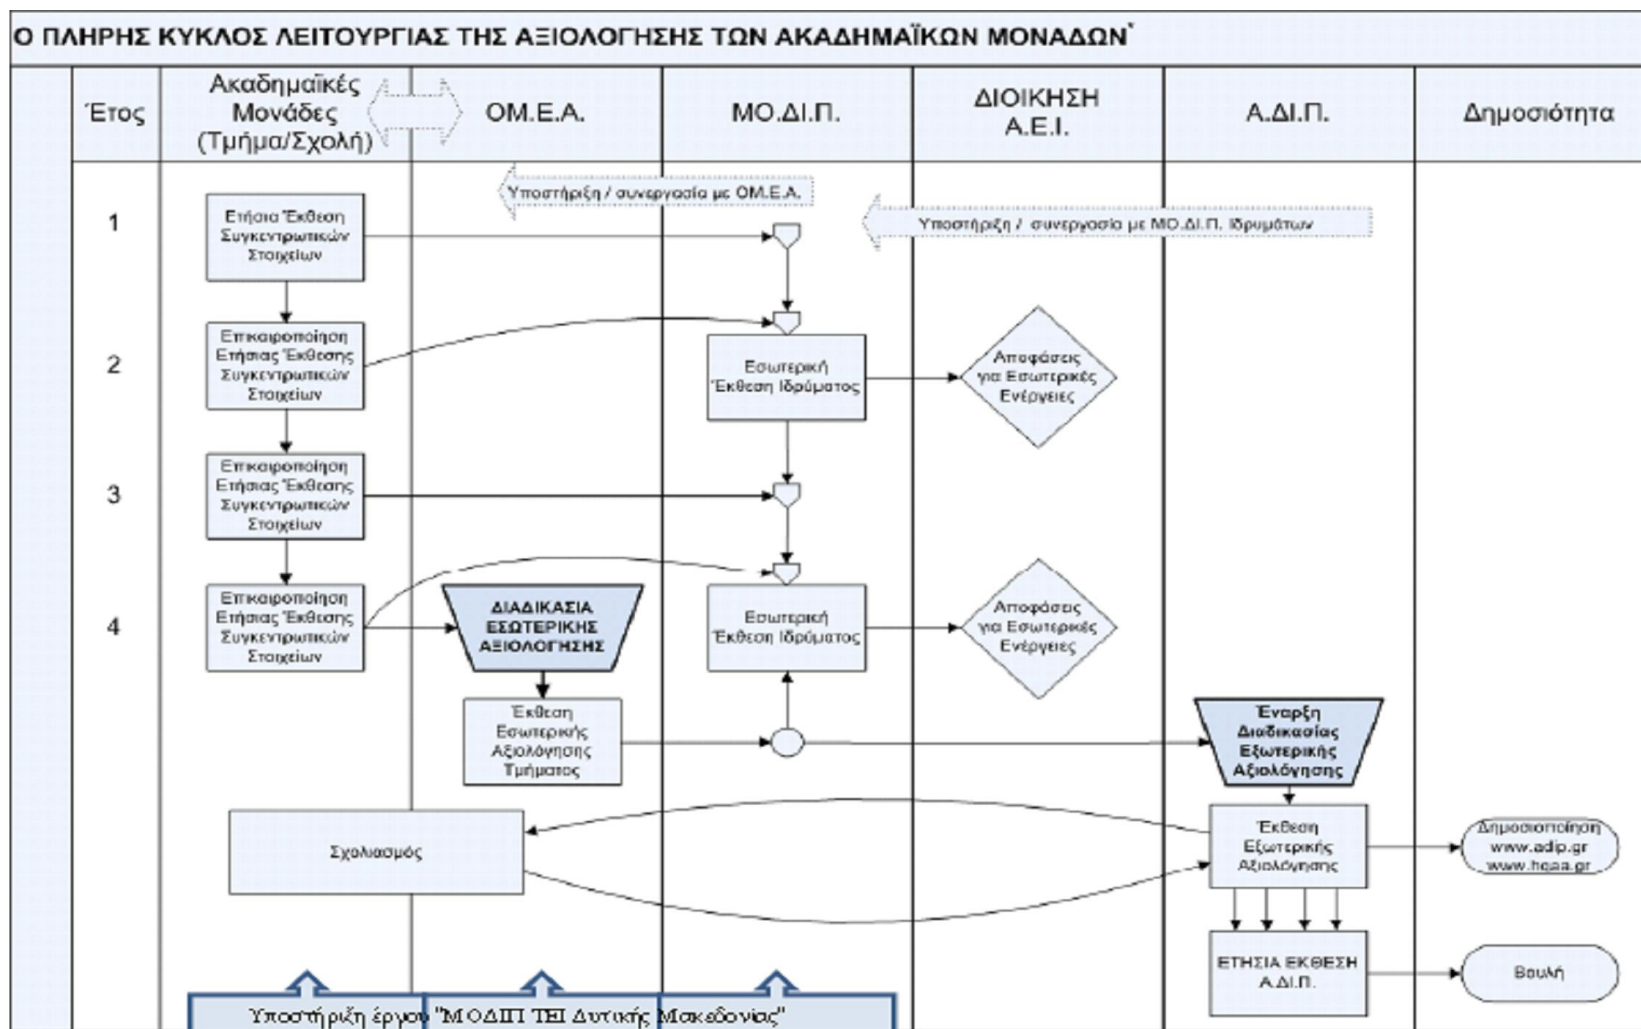 Ο ΠΛΗΡΗΣ ΚΥΚΛΟΣ ΛΕΙΤΟΥΡΓΙΑΣ ΤΗΣ ΑΞΙΟΛΟΓΗΣΗΣ ΤΩΝ ΑΚΑΔΗΜΑΪΚΩΝ ΜΟΝΑΔΩΝ*
Έτος
Ακαδημαϊκές
Μονάδες
(Τμήμα/Σχολή)
ΟΜ.Ε.Α.
ΜΟ.ΔΙ.Π.
ΔΙΟΙΚΗΣΗ
Α.Ε.Ι.
Α.ΔΙ.Π.
Δημοσιότητα
Υποστήριξη / συνεργασία με ΟΜ.Ε.Α.
Υποστήριξη / συνεργασία με ΜΟ.ΔΙ.Π. Ιδρυμάτων
1
Ετήσια Έκθεση
Συγκεντρωτικών
Στοιχείων
2
Επικαιροποίηση
Ετήσιας Έκθεσης
Συγκεντρωτικών
Στοιχείων
Εσωτερική
Έκθεση Ιδρύματος
Αποφάσεις
για Εσωτερικές
Ενέργειες
3
Επικαιροποίηση
Ετήσιας Έκθεσης
Συγκεντρωτικών
Στοιχείων
4
Επικαιροποίηση
Ετήσιας Έκθεσης
Συγκεντρωτικών
Στοιχείων
ΔΙΑΔΙΚΑΣΙΑ
ΕΣΩΤΕΡΙΚΗΣ
ΑΞΙΟΛΟΓΗΣΗΣ
Εσωτερική
Έκθεση Ιδρύματος
Αποφάσεις
για Εσωτερικές
Ενέργειες
Έκθεση
Εσωτερικής
Αξιολόγησης
Τμήματος
Έναρξη
Διαδικασίας
Εξωτερικής
Αξιολόγησης
Σχολιασμός
Έκθεση
Εξωτερικής
Αξιολόγησης
Δημοσιοποίηση
www.adip.gr
www.hqaa.gr
ΕΤΗΣΙΑ ΕΚΘΕΣΗ
Α.ΔΙ.Π.
Βουλή
Υποστήριξη έργου "ΜΟΔΙΠ ΤΕΙ Δυτικής Μακεδονίας"